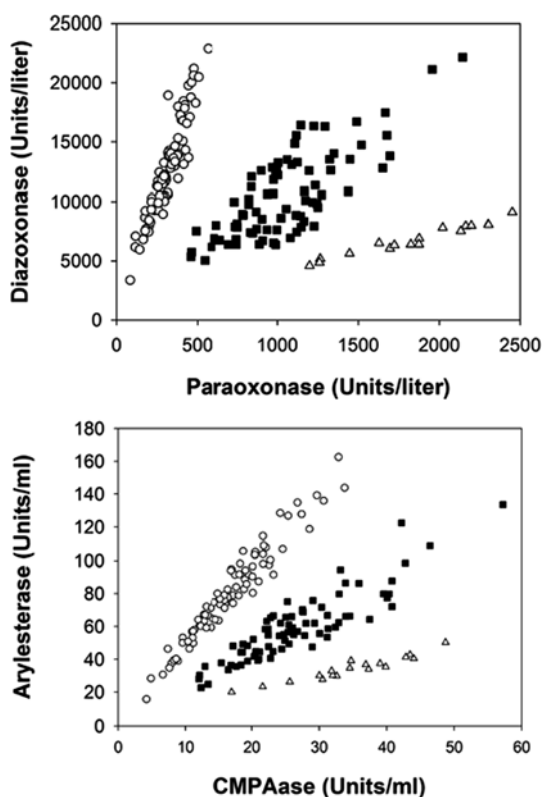 25000
20000
15000
10000
5000
0
Diazoxonase (Units/liter)
0 500 1000 1500 2000 2500
Paraoxonase (Units/liter)
180
160
140
120
100
80
60
40
20
0
Arylesterase (Units/ml)
0 10 20 30 40 50 60
CMPAase (Units/ml)